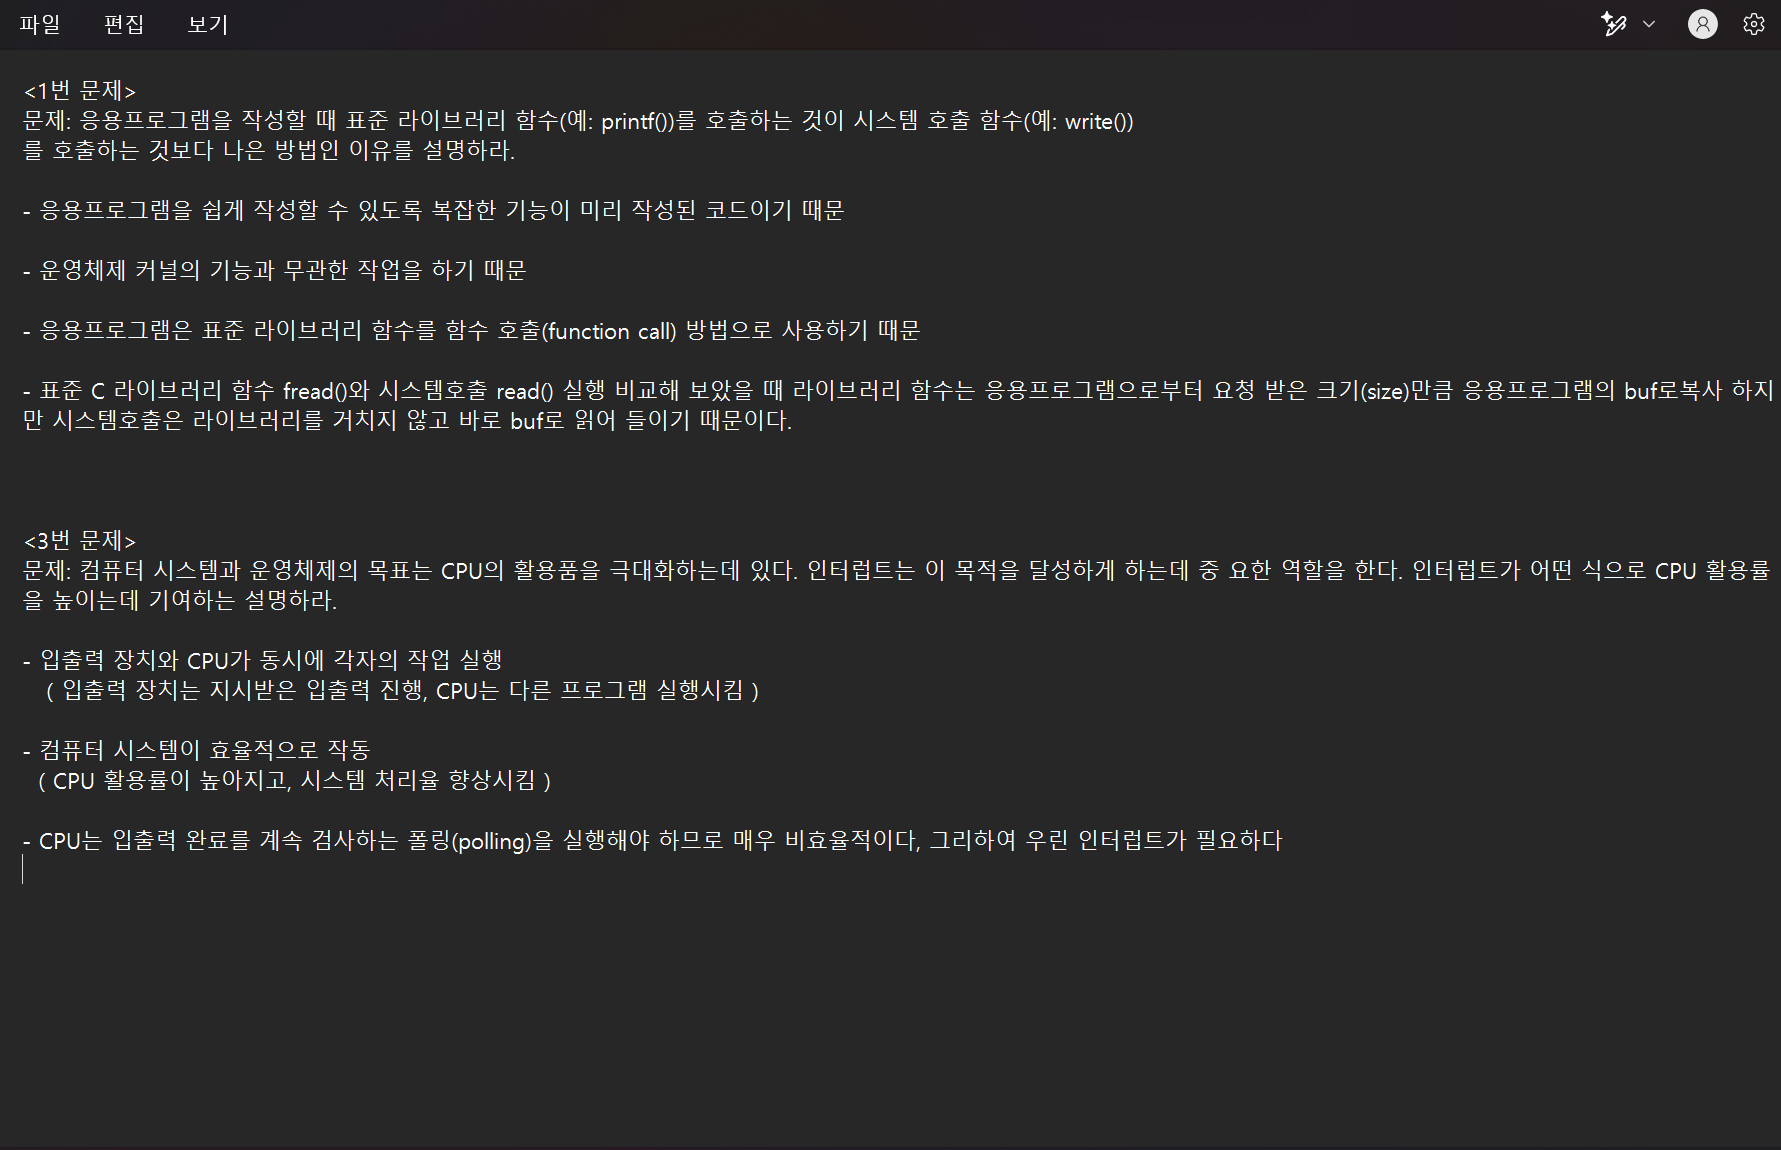 파일 편집 보기
<1번 문제>
문제: 응용프로그램을 작성할 때 표준 라이브러리 함수(예: printf())를 호출하는 것이 시스템 호출 함수(예: write())
를 호출하는 것보다 나은 방법인 이유를 설명하라.
- 응용프로그램을 쉽게 작성할 수 있도록 복잡한 기능이 미리 작성된 코드이기 때문
- 운영체제 커널의 기능과 무관한 작업을 하기 때문
- 응용프로그램은 표준 라이브러리 함수를 함수 호출(function call) 방법으로 사용하기 때문
- 표준 C 라이브러리 함수 fread()와 시스템호출 read() 실행 비교해 보았을 때 라이브러리 함수는 응용프로그램으로부터 요청 받은 크기(size)만큼 응용프로그램의 buf로복사 하지
만 시스템호출은 라이브러리를 거치지 않고 바로 buf로 읽어 들이기 때문이다.
<3번 문제>
문제: 컴퓨터 시스템과 운영체제의 목표는 CPU의 활용품을 극대화하는데 있다. 인터럽트는 이 목적을 달성하게 하는데 중 요한 역할을 한다. 인터럽트가 어떤 식으로 CPU 활용률
을 높이는데 기여하는 설명하라.
- 입출력 장치와 CPU가 동시에 각자의 작업 실행
( 입출력 장치는 지시받은 입출력 진행, CPU는 다른 프로그램 실행시킴 )
- 컴퓨터 시스템이 효율적으로 작동
( CPU 활용률이 높아지고, 시스템 처리율 향상시킴 )
- CPU는 입출력 완료를 계속 검사하는 폴링(polling)을 실행해야 하므로 매우 비효율적이다, 그리하여 우린 인터럽트가 필요하다